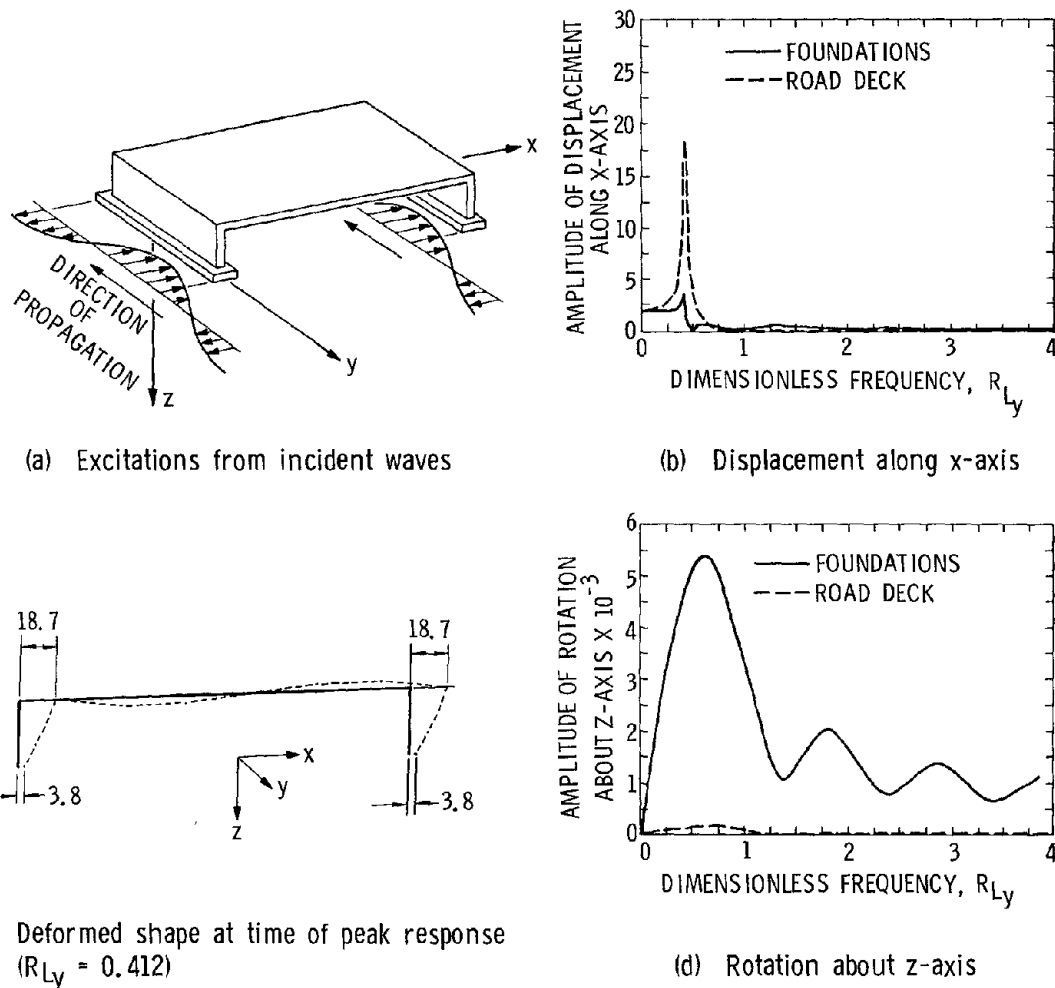 x
DIRECTION
OF
PROPAGATION
y
z
(a) Excitations from incident waves
AMPLITUDE OF DISPLACEMENT
ALONG X-AXIS
30
25
20
15
10
5
0
FOUNDATIONS
ROAD DECK
0 1 2 3 4
DIMENSIONLESS FREQUENCY, R_Ly
(b) Displacement along x-axis
18.7 18.7
x
y
z
3.8 3.8
Deformed shape at time of peak response
(R_Ly = 0.412)
AMPLITUDE OF ROTATION
ABOUT Z-AXIS X 10^-3
6
5
4
3
2
1
0
FOUNDATIONS
ROAD DECK
0 1 2 3 4
DIMENSIONLESS FREQUENCY, R_Ly
(d) Rotation about z-axis